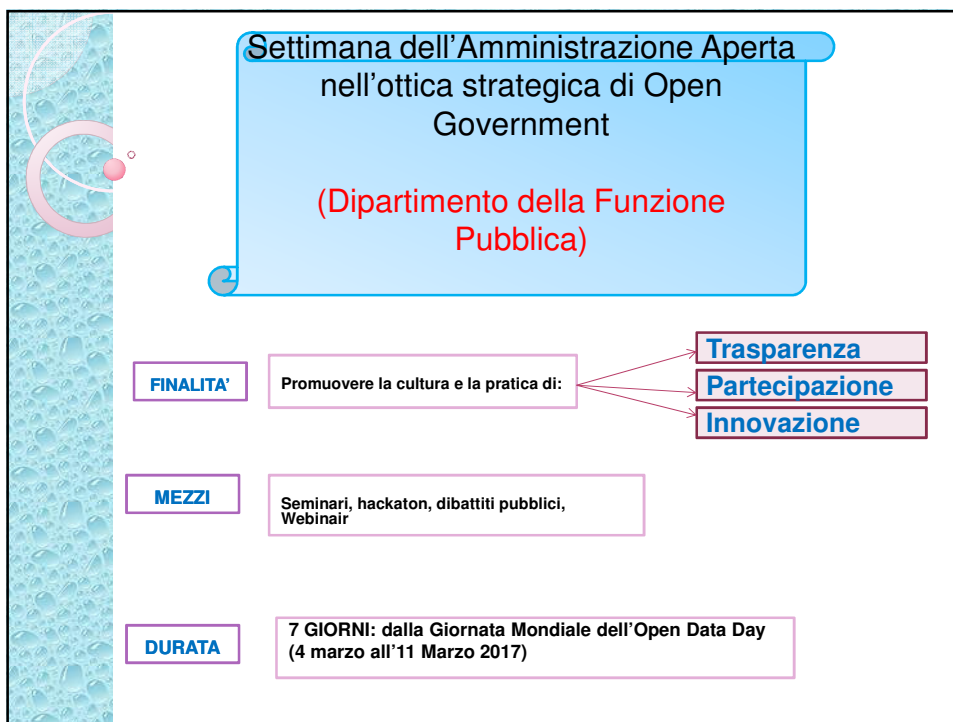 Settimana dell'Amministrazione Aperta
nell'ottica strategica di Open
Government
(Dipartimento della Funzione
Pubblica)
FINALITA'
Promuovere la cultura e la pratica di:
Trasparenza
Partecipazione
Innovazione
MEZZI
Seminari, hackaton, dibattiti pubblici,
Webinair
DURATA
7 GIORNI: dalla Giornata Mondiale dell'Open Data Day
(4 marzo all'11 Marzo 2017)